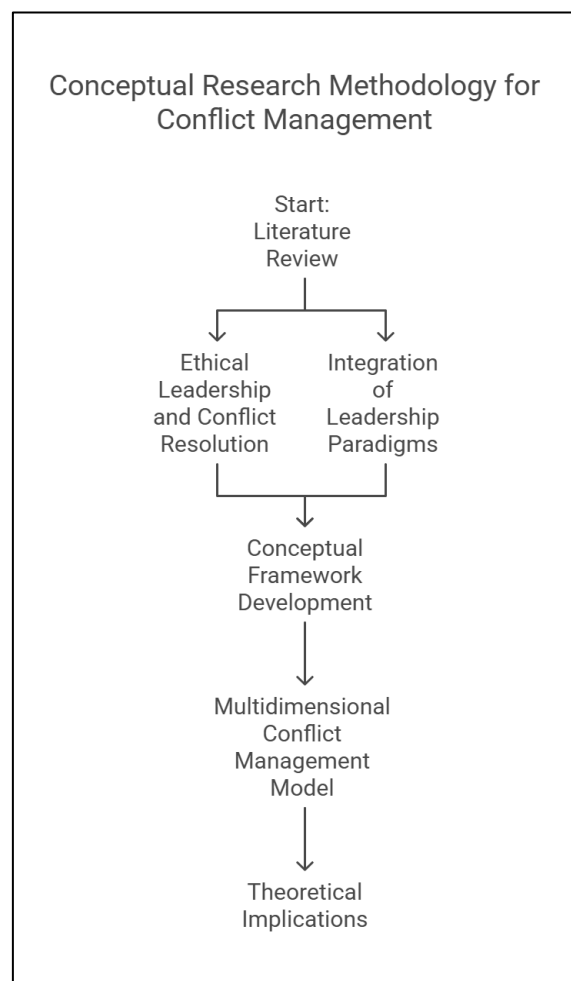 Conceptual Research Methodology for
Conflict Management
Start:
Literature
Review
Ethical
Leadership
and Conflict
Resolution
Integration
of
Leadership
Paradigms
Conceptual
Framework
Development
Multidimensional
Conflict
Management
Model
Theoretical
Implications